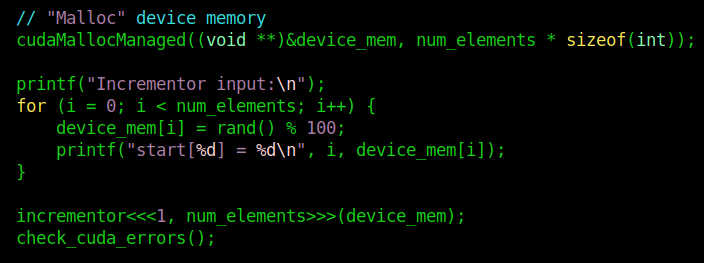 // "Malloc" device memory
cudaMallocManaged((void **)&device_mem, num_elements * sizeof(int));

printf("Incrementor input:\n");
for (i = 0; i < num_elements; i++) {
    device_mem[i] = rand() % 100;
    printf("start[%d] = %d\n", i, device_mem[i]);
}

incrementor<<<1, num_elements>>>(device_mem);
check_cuda_errors();